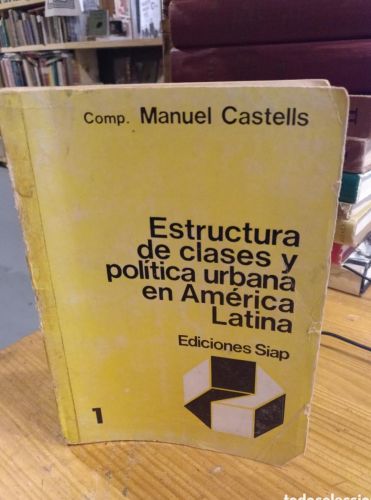 Comp. Manuel Castells
Estructura
de clases y
política urbana
en América
Latina
Ediciones Siap
1